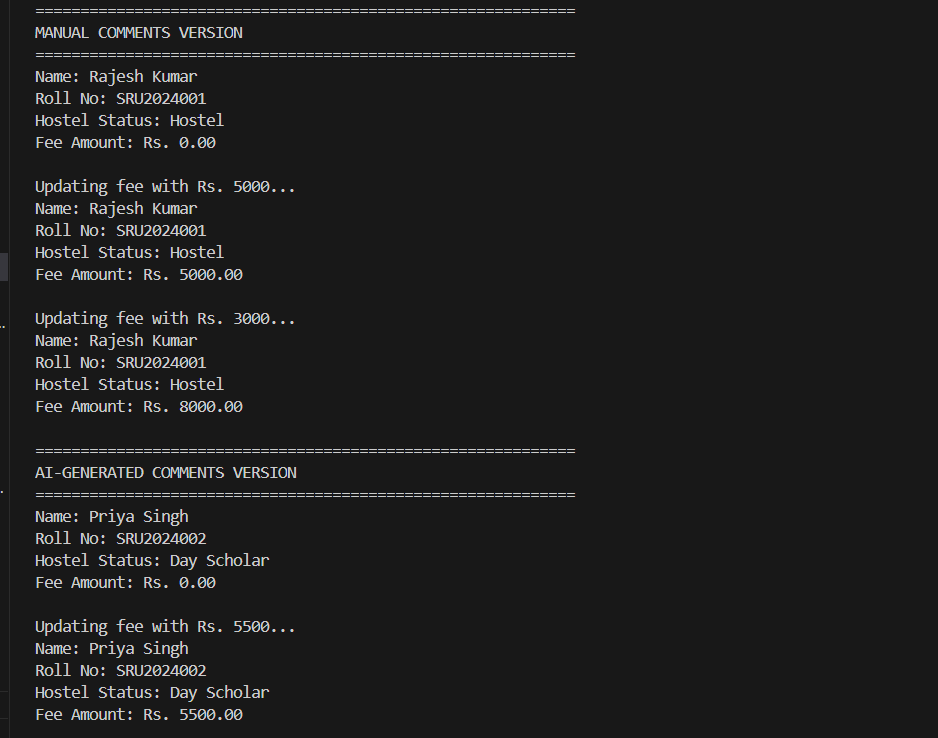 ============================================================
MANUAL COMMENTS VERSION
============================================================
Name: Rajesh Kumar
Roll No: SRU2024001
Hostel Status: Hostel
Fee Amount: Rs. 0.00

Updating fee with Rs. 5000...
Name: Rajesh Kumar
Roll No: SRU2024001
Hostel Status: Hostel
Fee Amount: Rs. 5000.00

Updating fee with Rs. 3000...
Name: Rajesh Kumar
Roll No: SRU2024001
Hostel Status: Hostel
Fee Amount: Rs. 8000.00

============================================================
AI-GENERATED COMMENTS VERSION
============================================================
Name: Priya Singh
Roll No: SRU2024002
Hostel Status: Day Scholar
Fee Amount: Rs. 0.00

Updating fee with Rs. 5500...
Name: Priya Singh
Roll No: SRU2024002
Hostel Status: Day Scholar
Fee Amount: Rs. 5500.00